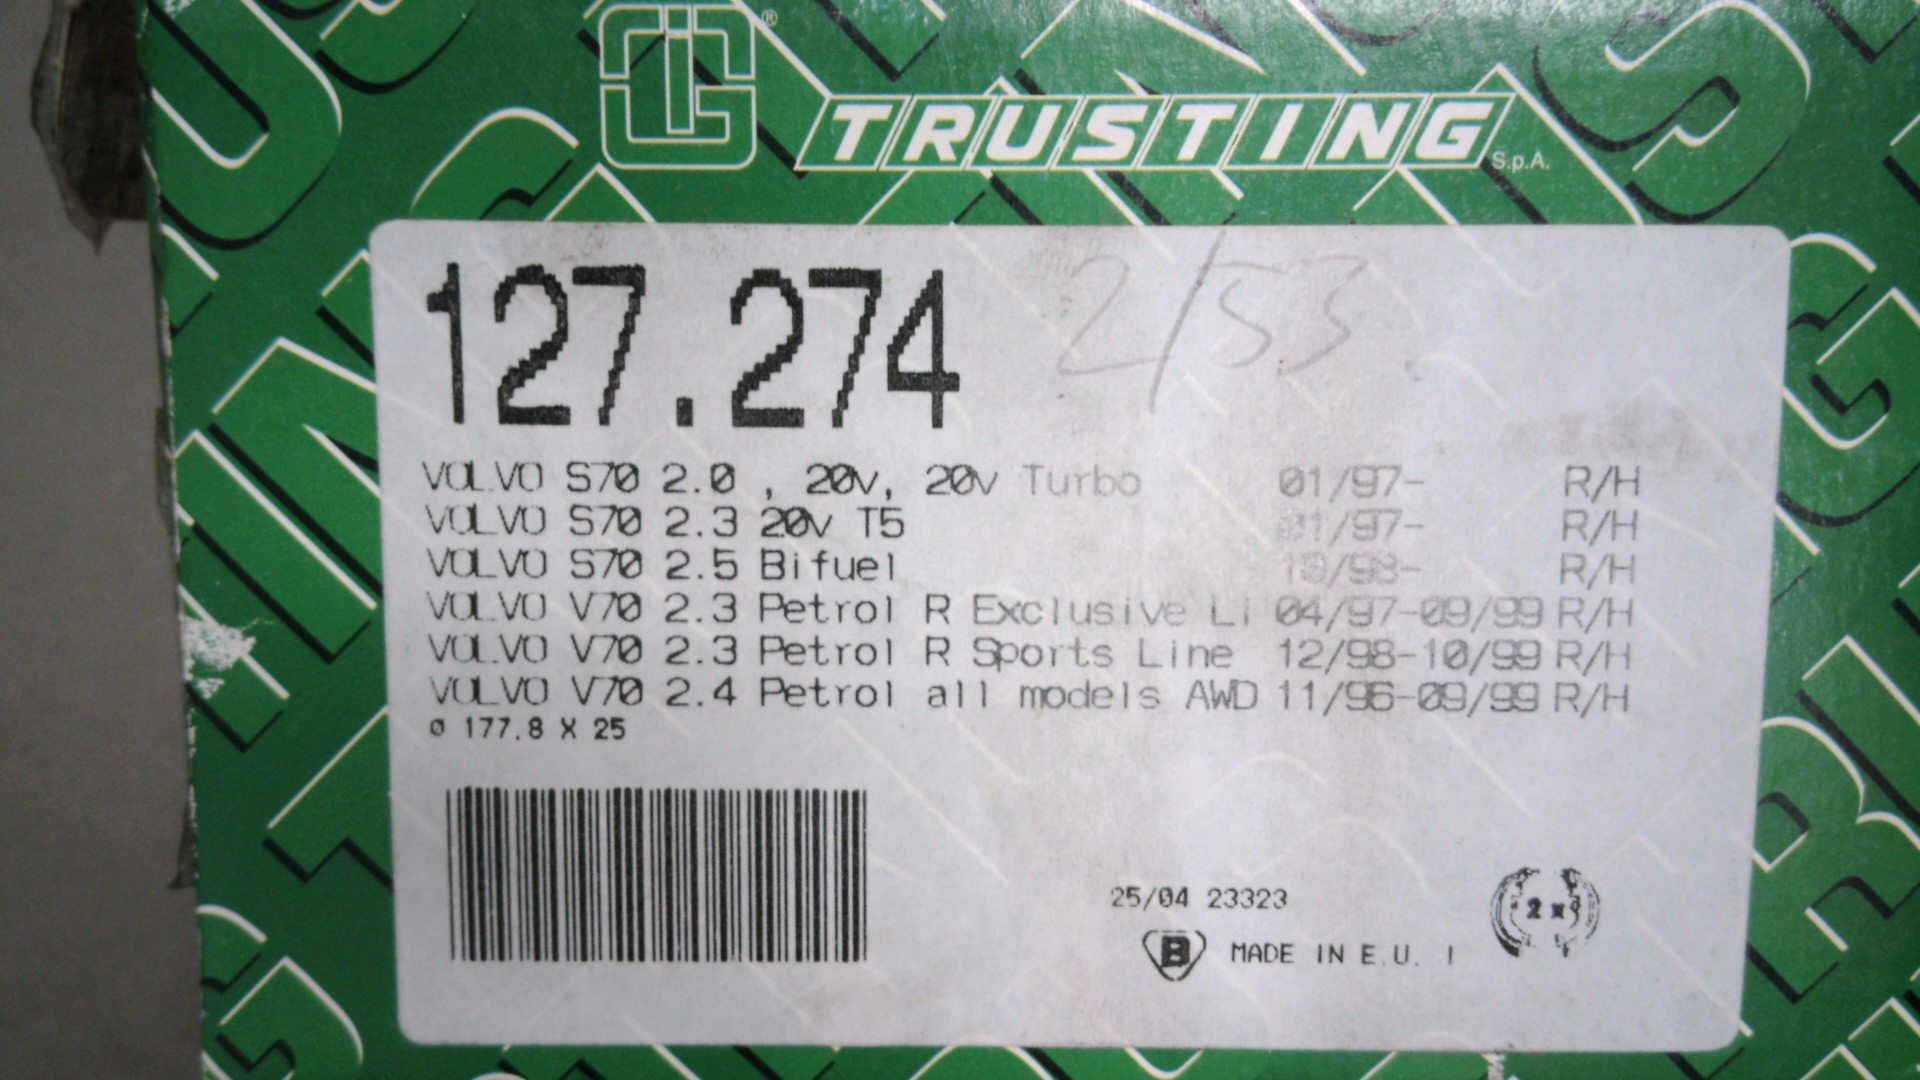 TRUSTING S.p.A.
127.274 2/53
VOLVO S70 2.0 , 20v, 20v Turbo 01/97- R/H
VOLVO S70 2.3 20v T5 01/97- R/H
VOLVO S70 2.5 Bifuel 10/98- R/H
VOLVO V70 2.3 Petrol R Exclusive Li 04/97-09/99 R/H
VOLVO V70 2.3 Petrol R Sports Line 12/98-10/99 R/H
VOLVO V70 2.4 Petrol all models AWD 11/96-09/99 R/H
ø 177.8 X 25
25/04 23323
B MADE IN E.U. I
2 x